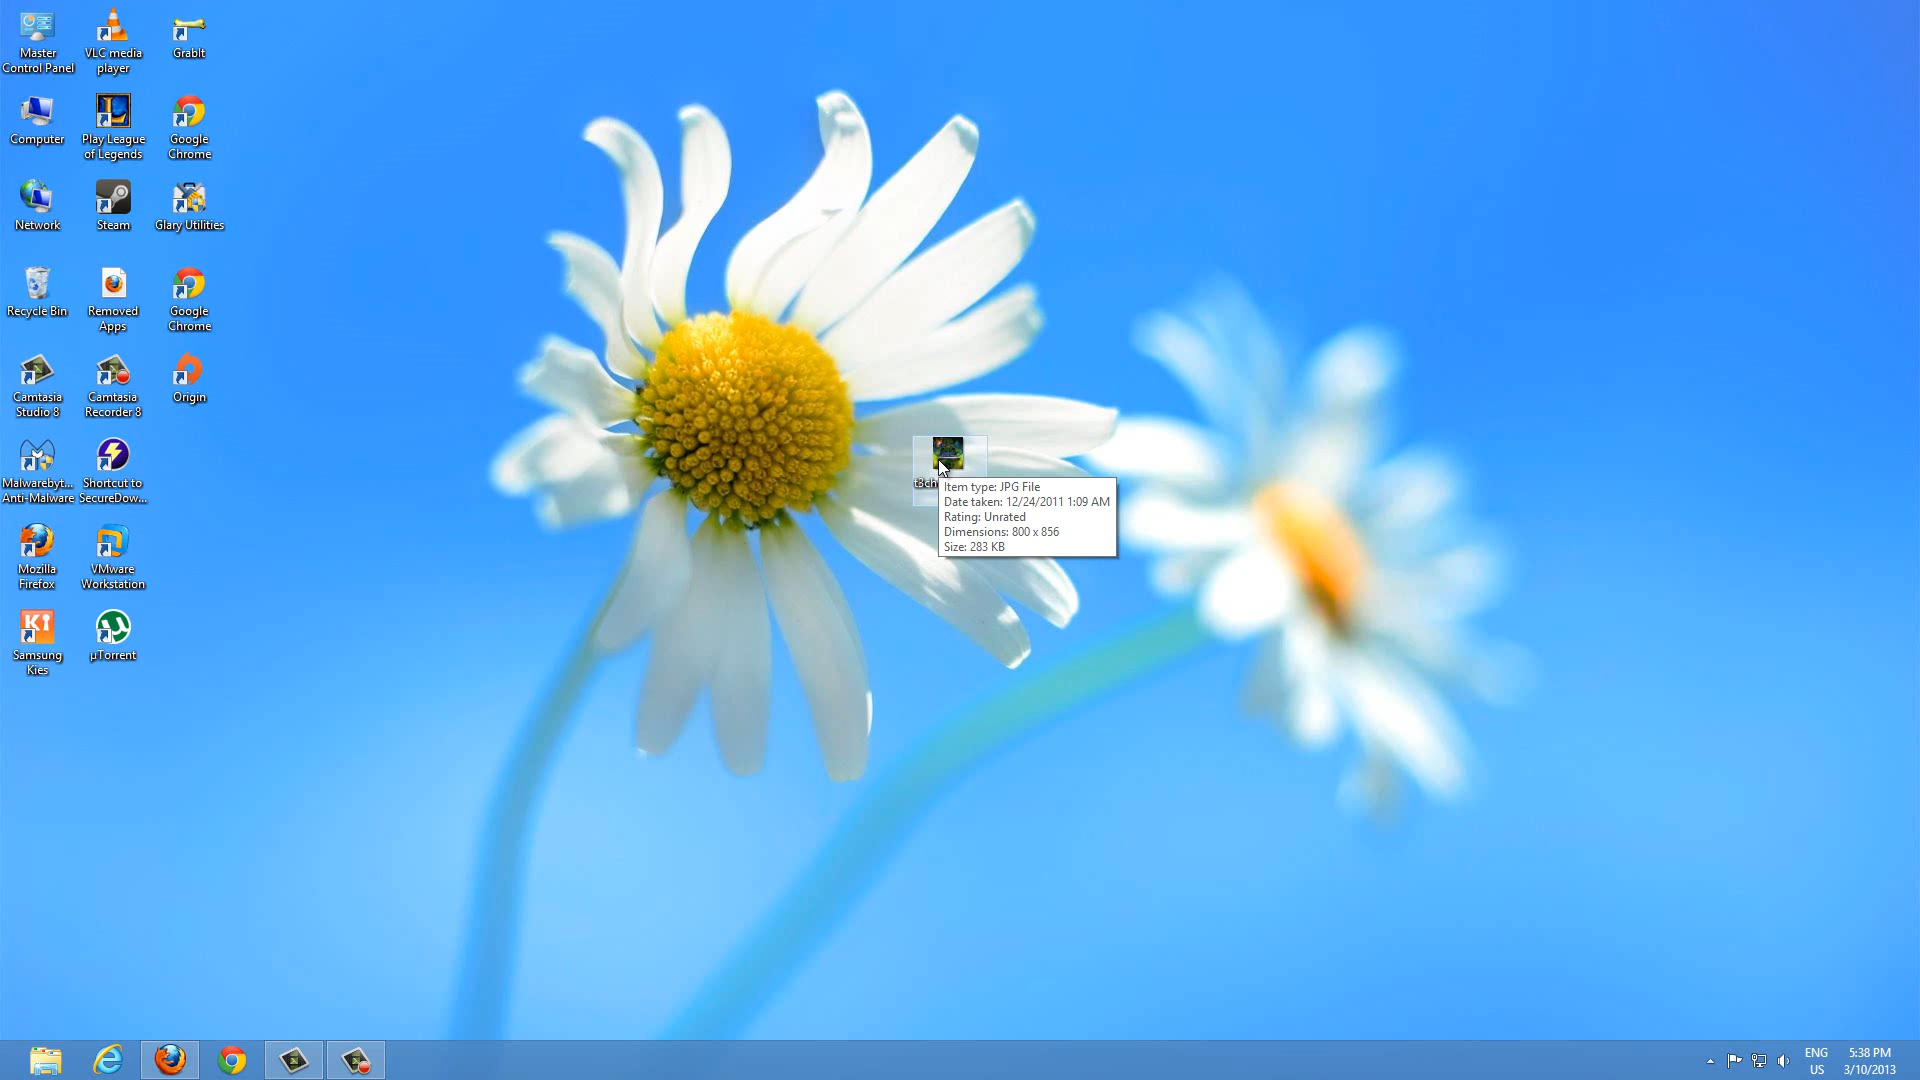 Master
Control Panel
VLC media
player
GrabIt
Computer
Play League
of Legends
Google
Chrome
Network
Steam
Glary Utilities
Recycle Bin
Removed
Apps
Google
Chrome
Camtasia
Studio 8
Camtasia
Recorder 8
Origin
Malwarebyt...
Anti-Malware
Shortcut to
SecureDow...
Mozilla
Firefox
VMware
Workstation
Samsung
Kies
µTorrent
Item type: JPG File
Date taken: 12/24/2011 1:09 AM
Rating: Unrated
Dimensions: 800 x 856
Size: 283 KB
ENG
US
5:38 PM
3/10/2013